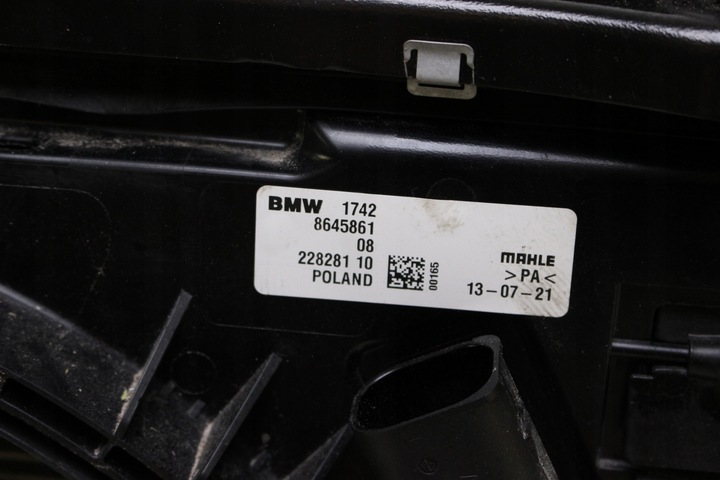 BMW 1742
8645861
08
228281 10
POLAND
00165
MAHLE
>PA<
13-07-21